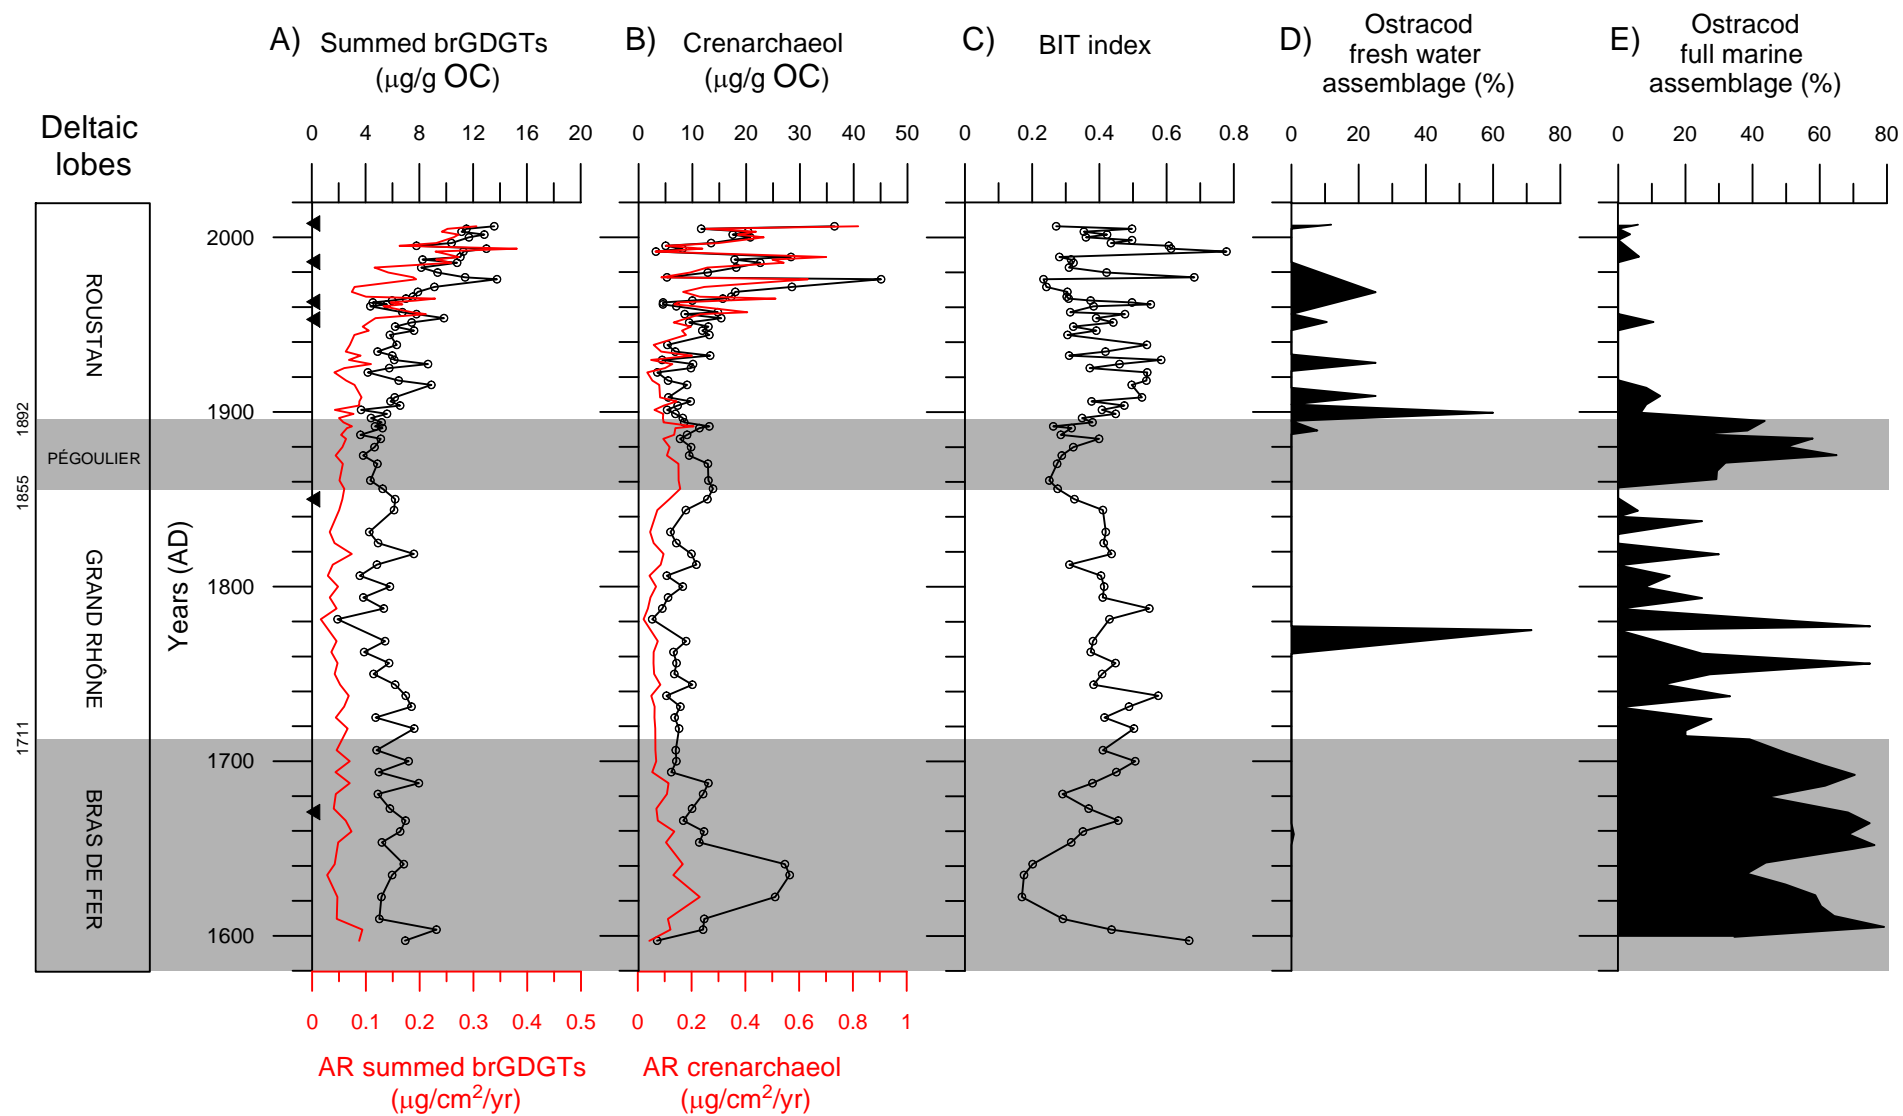 A) Summed brGDGTs
(μg/g OC)
B) Crenarchaeol
(μg/g OC)
C) BIT index
D) Ostracod
fresh water
assemblage (%)
E) Ostracod
full marine
assemblage (%)
0 4 8 12 20
0 10 20 30 40 50
0 0.2 0.4 0.6 0.8
0 20 40 60 80
0 20 40 60 80
Deltaic
lobes
ROUSTAN
PÉGOULIER
GRAND RHÔNE
BRAS DE FER
1892
1855
1711
Years (AD)
2000
1900
1800
1700
1600
0 0.1 0.2 0.3 0.4 0.5
AR summed brGDGTs
(μg/cm²/yr)
0 0.2 0.4 0.6 0.8 1
AR crenarchaeol
(μg/cm²/yr)